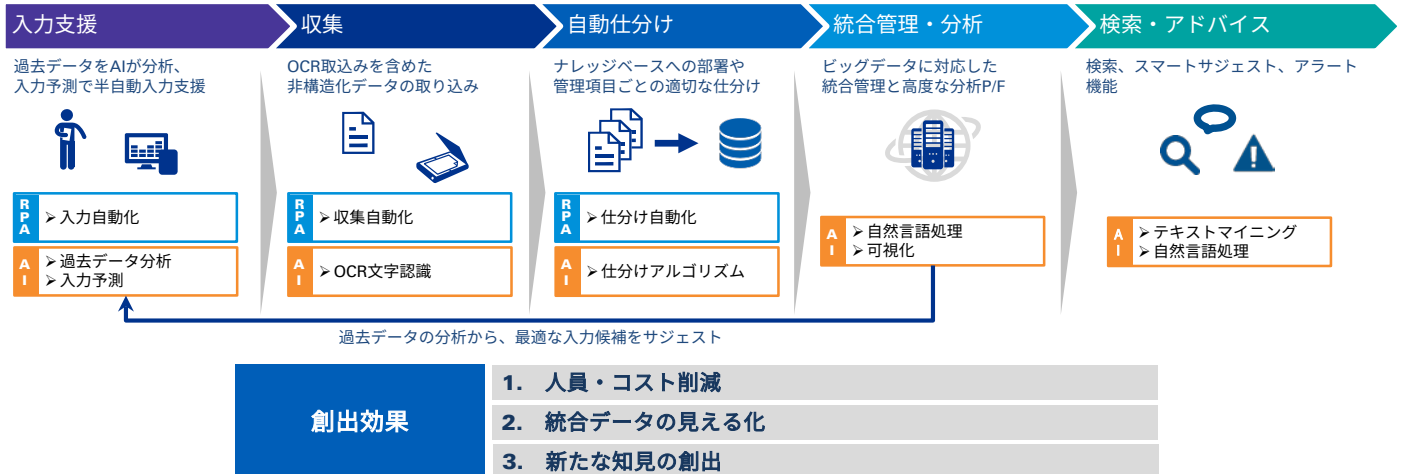 入力支援
収集
自動仕分け
統合管理・分析
検索・アドバイス
過去データをAIが分析、
入力予測で半自動入力支援
OCR取込みを含めた
非構造化データの取り込み
ナレッジベースへの部署や
管理項目ごとの適切な仕分け
ビッグデータに対応した
統合管理と高度な分析P/F
検索、スマートサジェスト、アラート
機能
RPA
➢入力自動化
AI
➢過去データ分析
➢入力予測
RPA
➢収集自動化
AI
➢OCR文字認識
RPA
➢仕分け自動化
AI
➢仕分けアルゴリズム
AI
➢自然言語処理
➢可視化
AI
➢テキストマイニング
➢自然言語処理
過去データの分析から、最適な入力候補をサジェスト
創出効果
1. 人員・コスト削減
2. 統合データの見える化
3. 新たな知見の創出